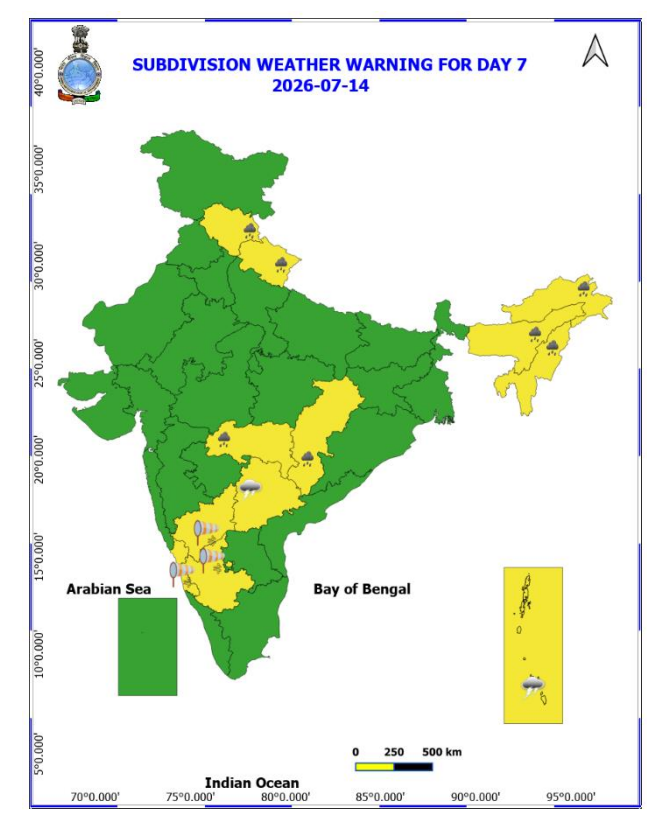 SUBDIVISION WEATHER WARNING FOR DAY 7
2026-07-14
40°0.000'
35°0.000'
30°0.000'
25°0.000'
20°0.000'
15°0.000'
10°0.000'
5°0.000'
Arabian Sea
Bay of Bengal
0 250 500 km
Indian Ocean
70°0.000' 75°0.000' 80°0.000' 85°0.000' 90°0.000' 95°0.000'